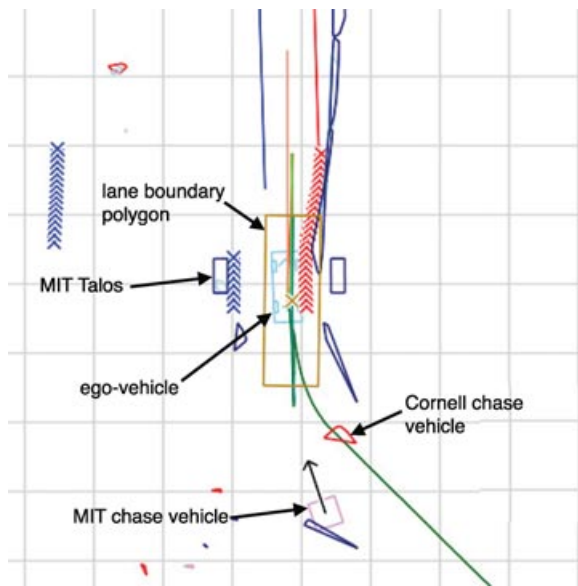 lane boundary
polygon
MIT Talos
ego-vehicle
Cornell chase
vehicle
MIT chase vehicle